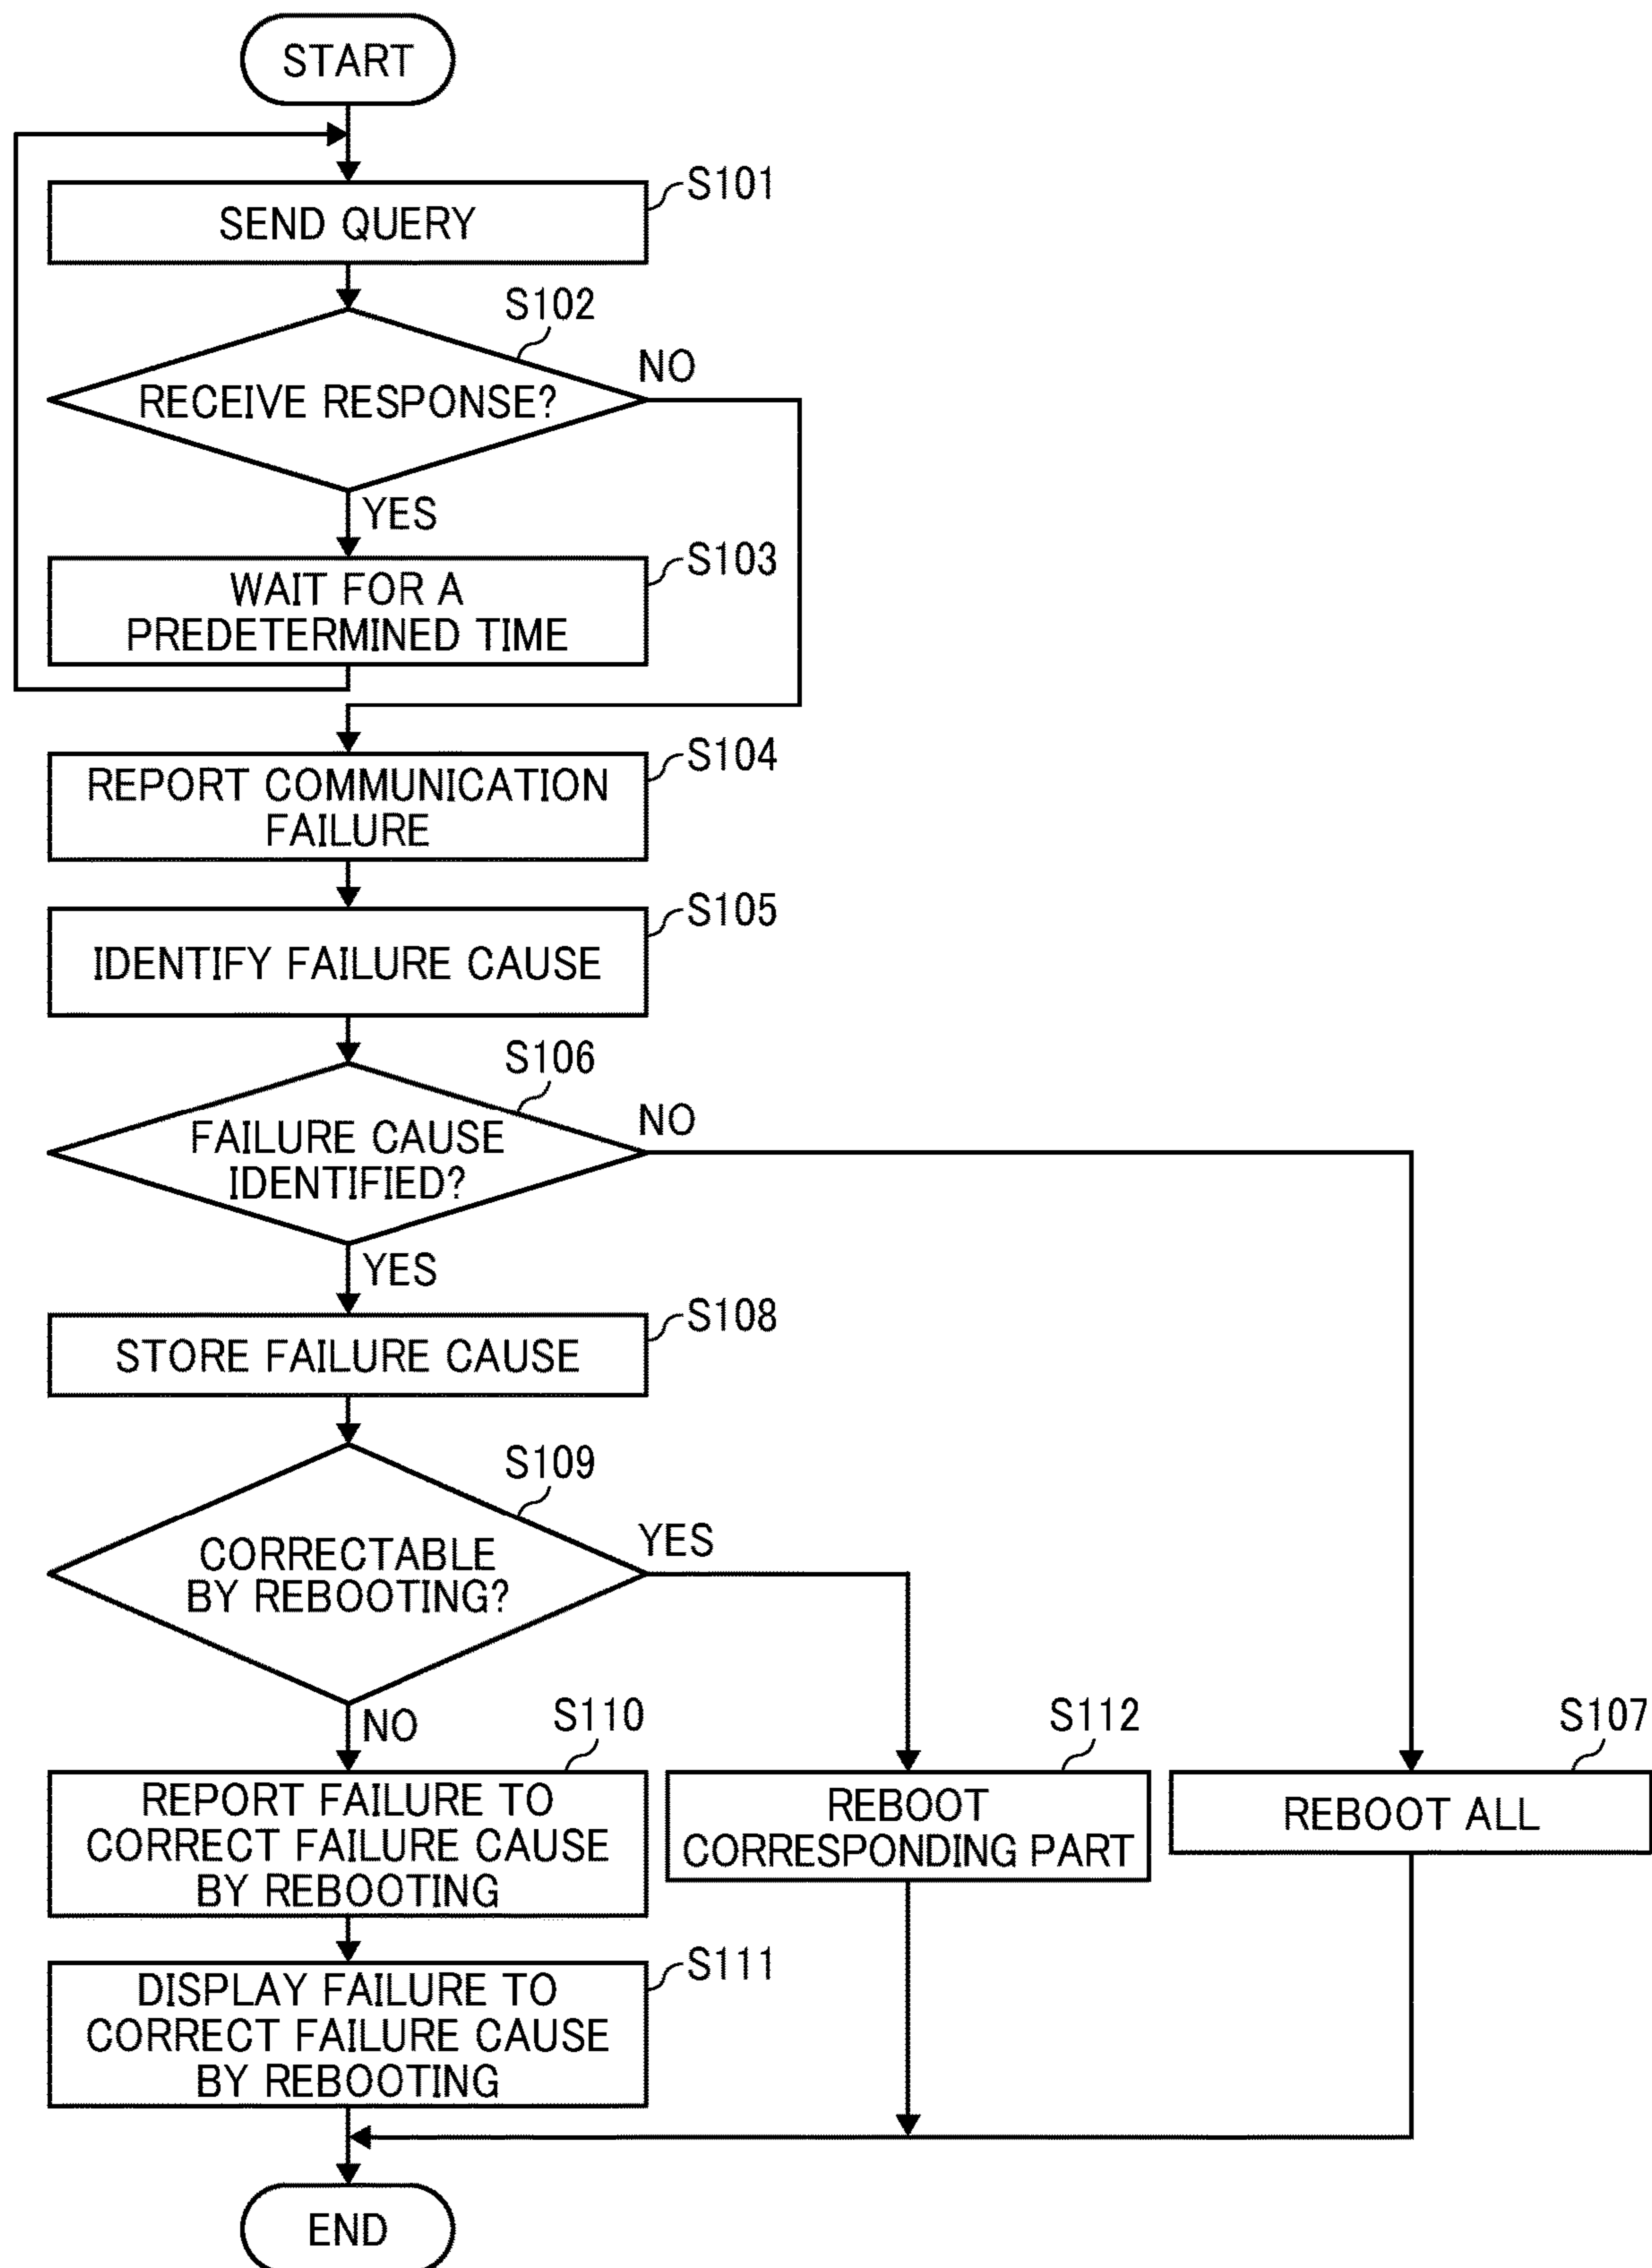 START
S101
SEND QUERY
S102
NO
RECEIVE RESPONSE?
YES
S103
WAIT FOR A
PREDETERMINED TIME
S104
REPORT COMMUNICATION
FAILURE
S105
IDENTIFY FAILURE CAUSE
S106
NO
FAILURE CAUSE
IDENTIFIED?
YES
S108
STORE FAILURE CAUSE
S109
YES
CORRECTABLE
BY REBOOTING?
NO
S110
REPORT FAILURE TO
CORRECT FAILURE CAUSE
BY REBOOTING
S112
REBOOT
CORRESPONDING PART
S107
REBOOT ALL
S111
DISPLAY FAILURE TO
CORRECT FAILURE CAUSE
BY REBOOTING
END